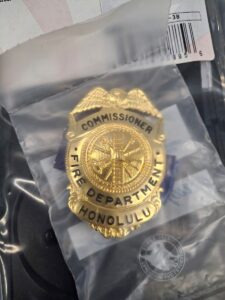 COMMISSIONER
FIRE DEPARTMENT
HONOLULU